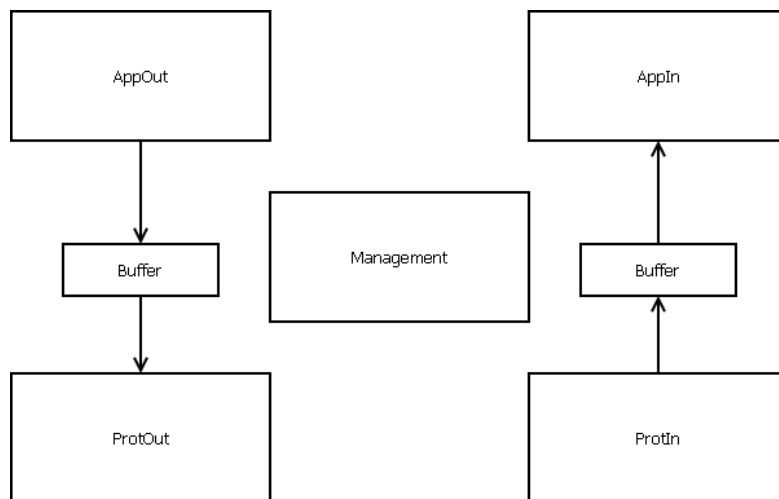 AppOut
AppIn
Management
Buffer
Buffer
ProtOut
ProtIn